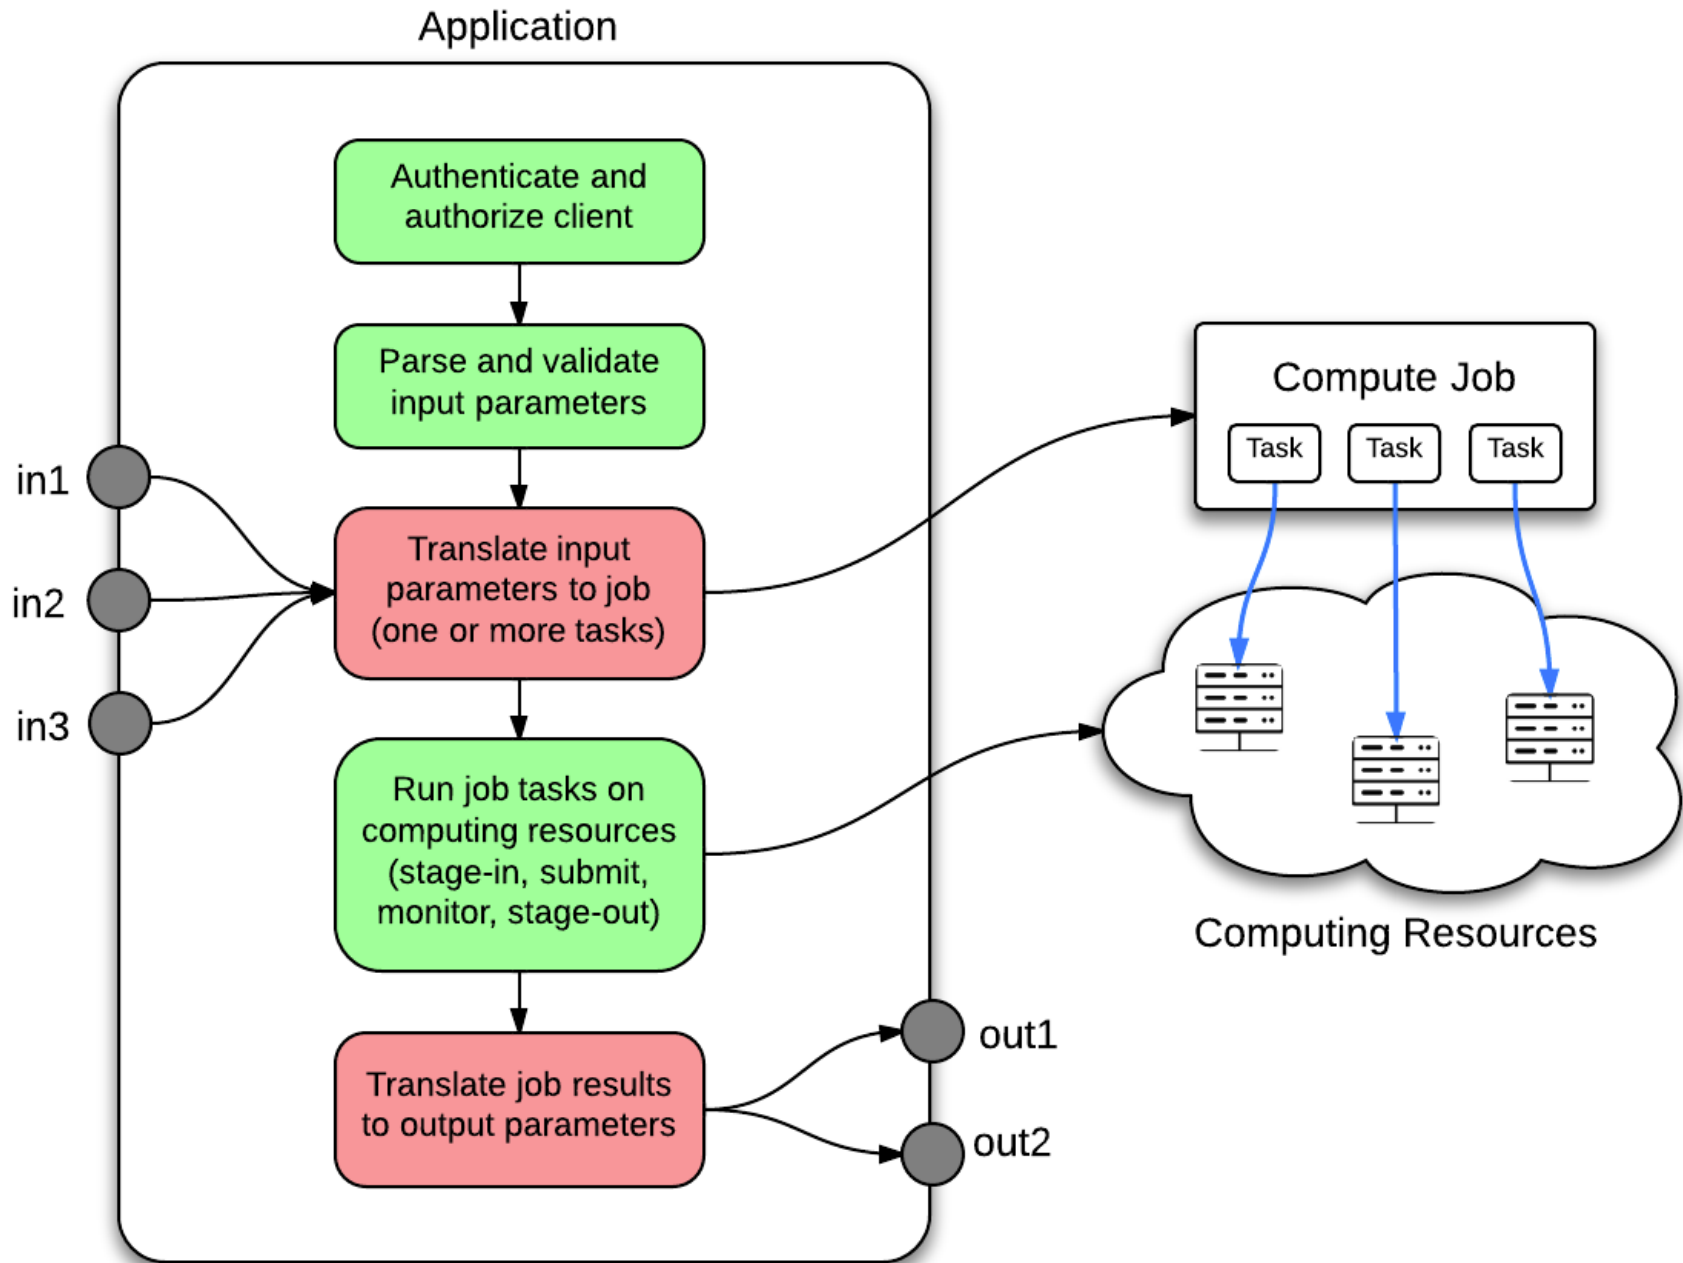 Application
Authenticate and
authorize client
Parse and validate
input parameters
in1
in2
in3
Translate input
parameters to job
(one or more tasks)
Run job tasks on
computing resources
(stage-in, submit,
monitor, stage-out)
Translate job results
to output parameters
out1
out2
Compute Job
Task
Task
Task
Computing Resources